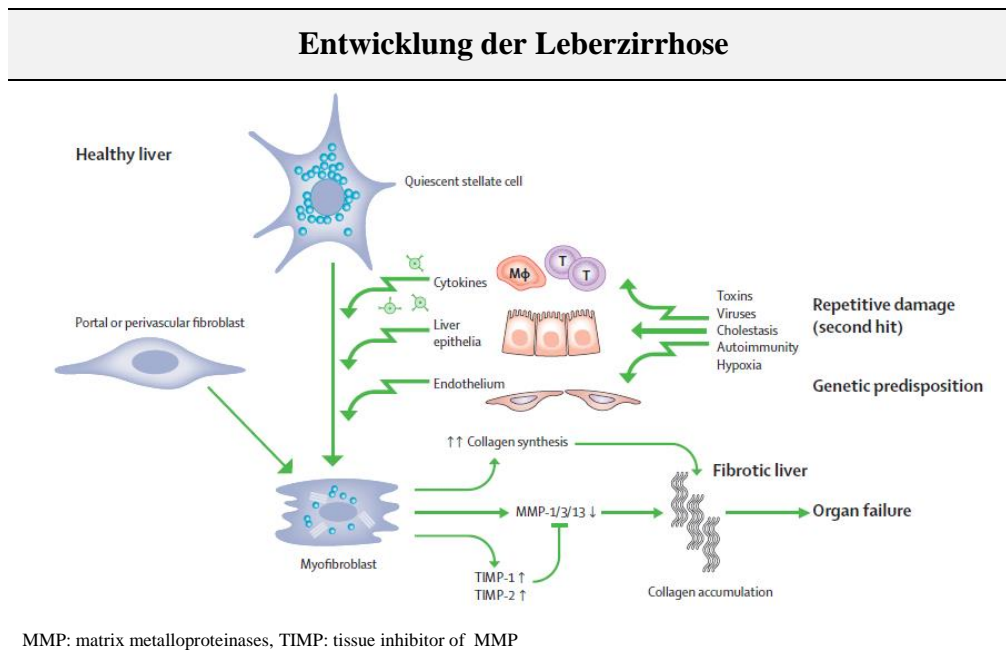 Entwicklung der Leberzirrhose
Healthy liver
Quiescent stellate cell
Cytokines
Mϕ
T
T
Portal or perivascular fibroblast
Liver
epithelia
Endothelium
Toxins
Viruses
Cholestasis
Autoimmunity
Hypoxia
Repetitive damage
(second hit)
Genetic predisposition
↑↑ Collagen synthesis
Fibrotic liver
MMP-1/3/13 ↓
Organ failure
Myofibroblast
TIMP-1 ↑
TIMP-2 ↑
Collagen accumulation
MMP: matrix metalloproteinases, TIMP: tissue inhibitor of MMP